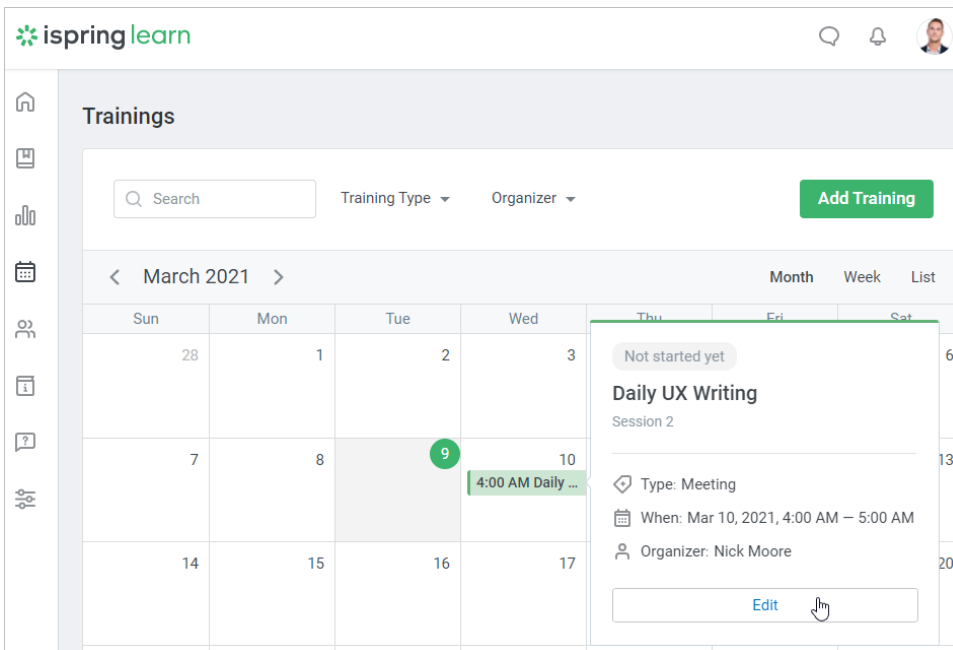 ispring learn
Trainings
Search Training Type Organizer Add Training
March 2021 Month Week List
Sun Mon Tue Wed Thu Fri Sat
28 1 2 3 6
Not started yet
Daily UX Writing
Session 2
7 8 9 10 13
4:00 AM Daily ...
Type: Meeting
When: Mar 10, 2021, 4:00 AM — 5:00 AM
Organizer: Nick Moore
14 15 16 17 20
Edit